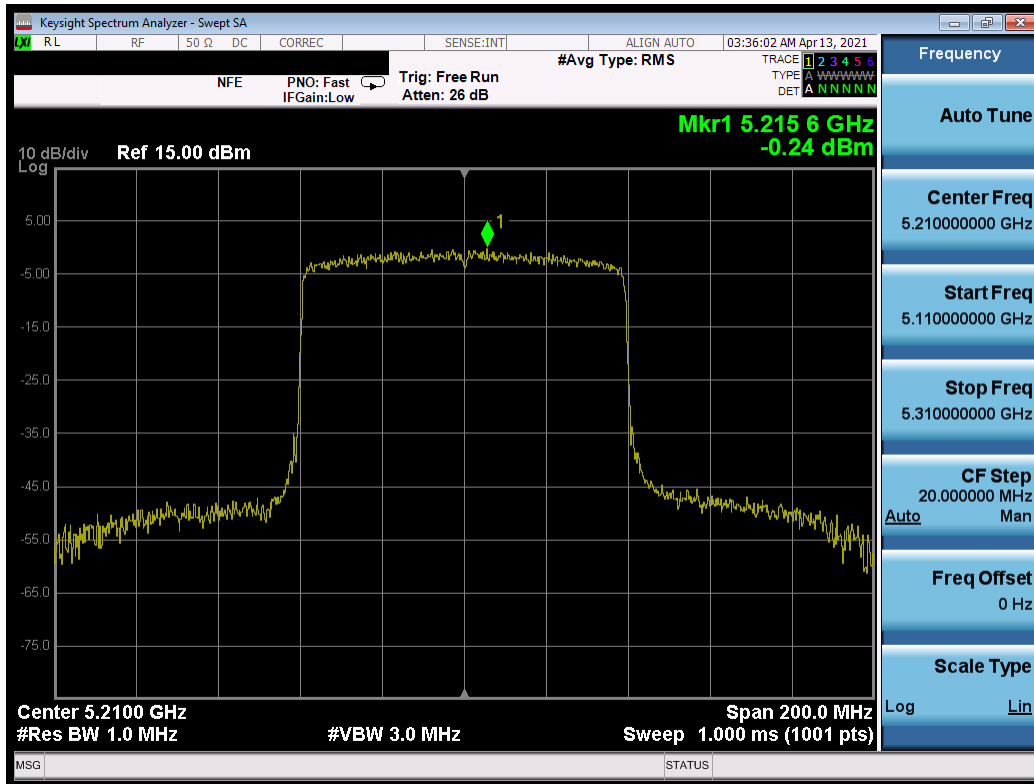 Keysight Spectrum Analyzer - Swept SA
LXI RL RF 50 Ω DC CORREC SENSE:INT ALIGN AUTO 03:36:02 AM Apr 13, 2021
NFE
PNO: Fast
IFGain:Low
Trig: Free Run
Atten: 26 dB
#Avg Type: RMS
TRACE 1 2 3 4 5 6
TYPE A WWWWW
DET A N N N N N
Mkr1 5.215 6 GHz
-0.24 dBm
10 dB/div
Log
Ref 15.00 dBm
1
5.00
-5.00
-15.0
-25.0
-35.0
-45.0
-55.0
-65.0
-75.0
Center 5.2100 GHz
Span 200.0 MHz
#Res BW 1.0 MHz
#VBW 3.0 MHz
Sweep 1.000 ms (1001 pts)
MSG
STATUS
Frequency
Auto Tune
Center Freq
5.210000000 GHz
Start Freq
5.110000000 GHz
Stop Freq
5.310000000 GHz
CF Step
20.000000 MHz
Auto Man
Freq Offset
0 Hz
Scale Type
Log Lin